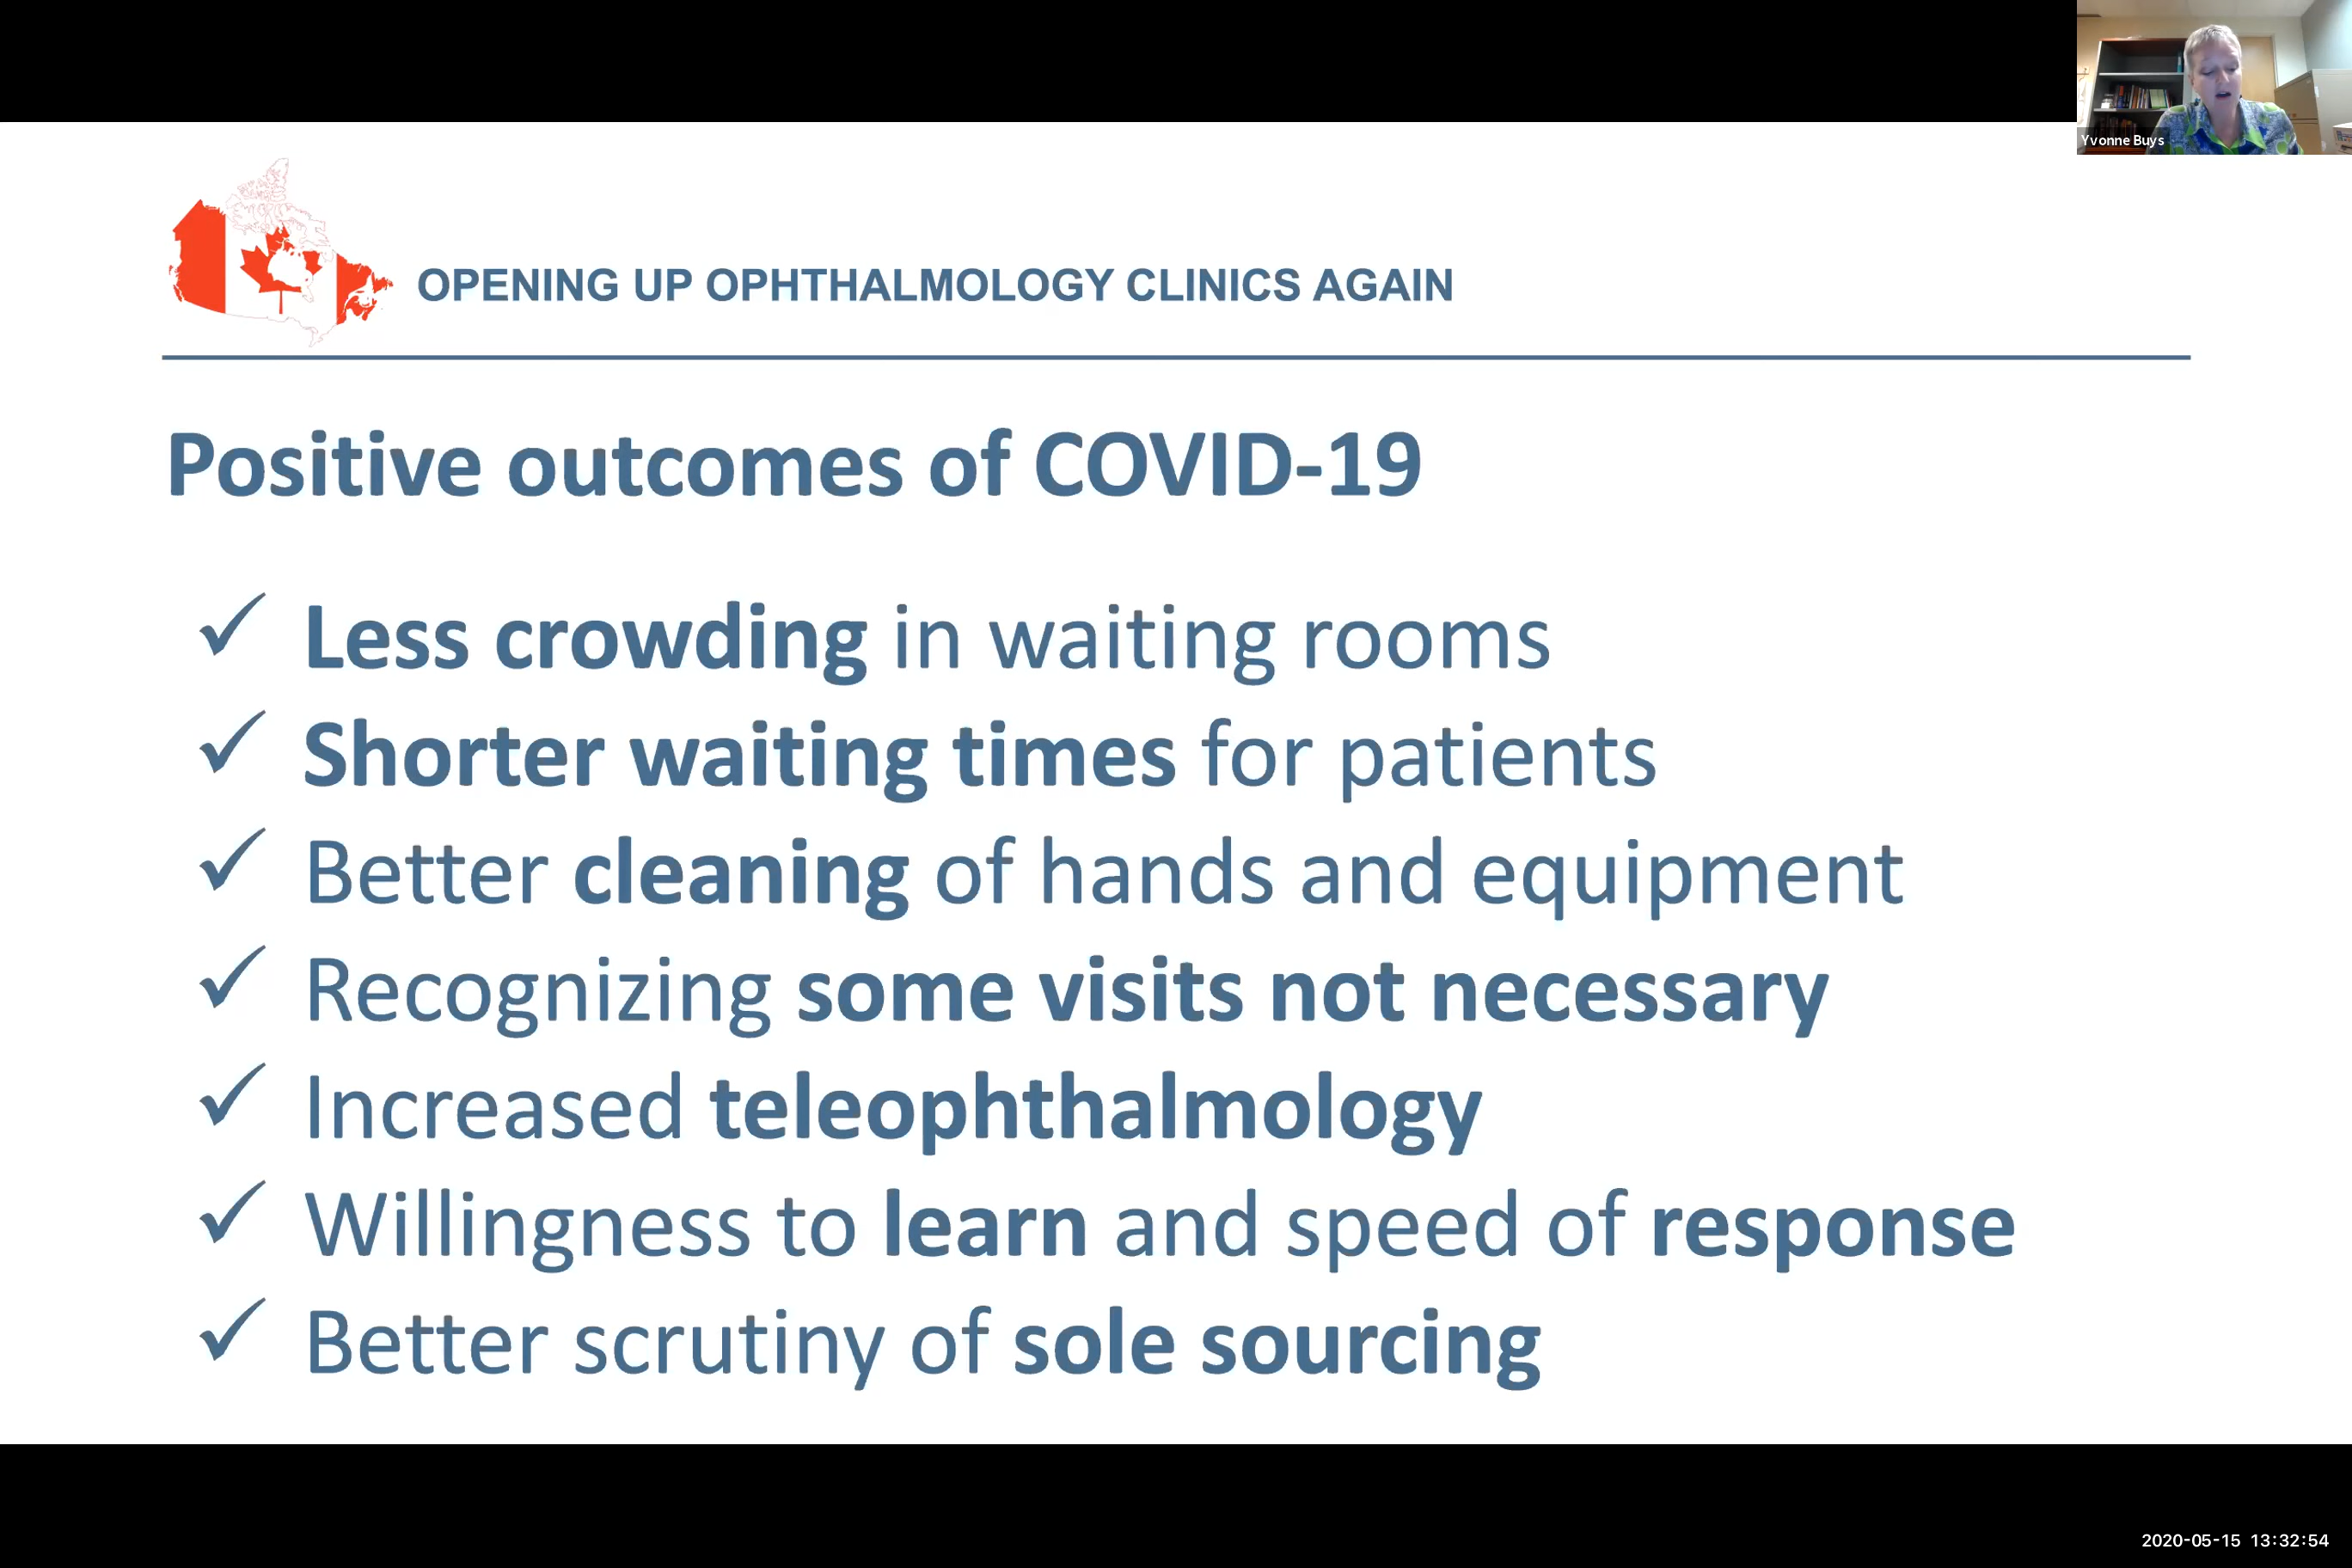 Yvonne Buys
OPENING UP OPHTHALMOLOGY CLINICS AGAIN
Positive outcomes of COVID-19
✓ Less crowding in waiting rooms
✓ Shorter waiting times for patients
✓ Better cleaning of hands and equipment
✓ Recognizing some visits not necessary
✓ Increased teleophthalmology
✓ Willingness to learn and speed of response
✓ Better scrutiny of sole sourcing
2020-05-15 13:32:54